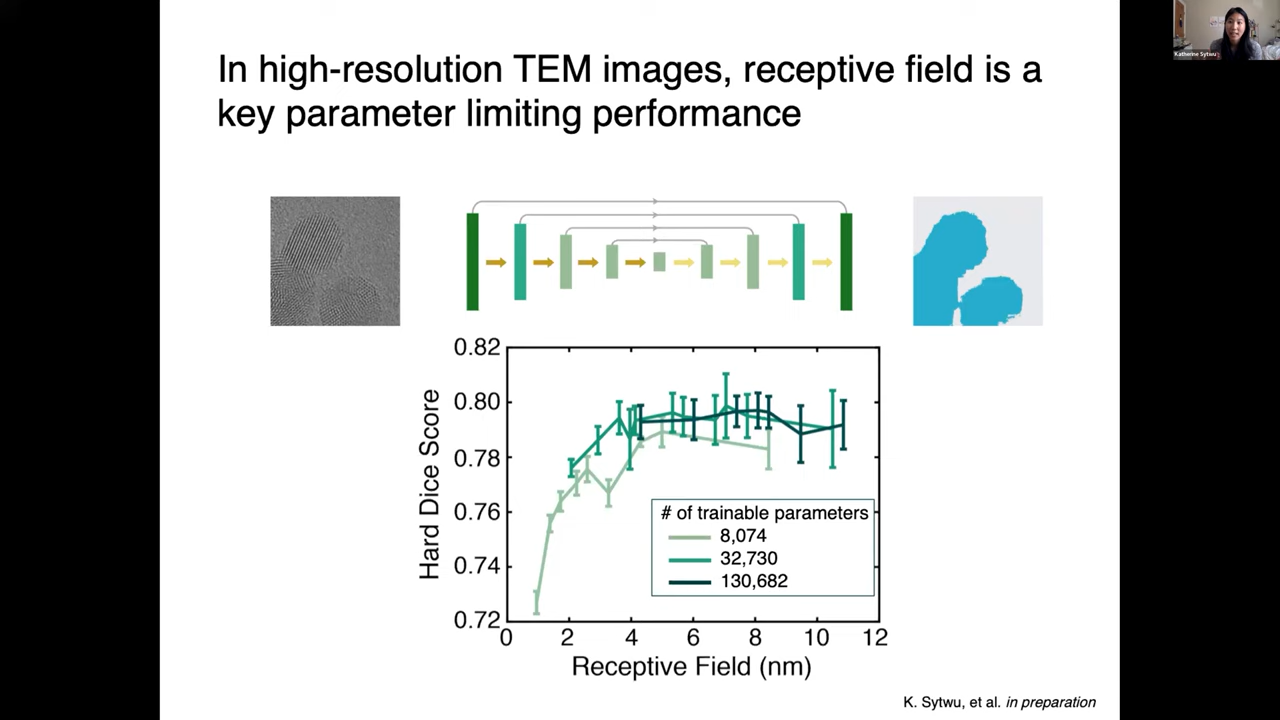 Katherine Sytwu
In high-resolution TEM images, receptive field is a
key parameter limiting performance
0.82
0.80
0.78
0.76
0.74
0.72
Hard Dice Score
# of trainable parameters
8,074
32,730
130,682
0 2 4 6 8 10 12
Receptive Field (nm)
K. Sytwu, et al. in preparation